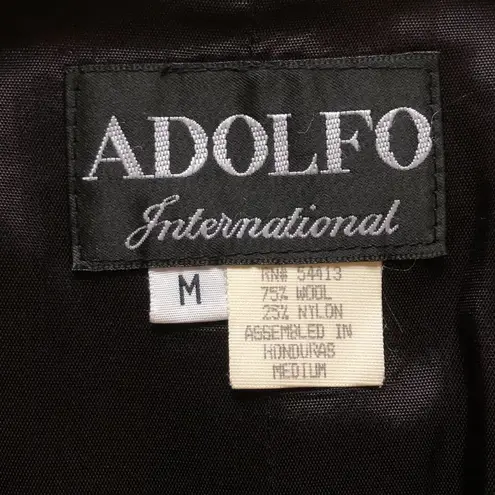 ADOLFO
International
M
RN# 54413
75% WOOL
25% NYLON
ASSEMBLED IN
HONDURAS
MEDIUM